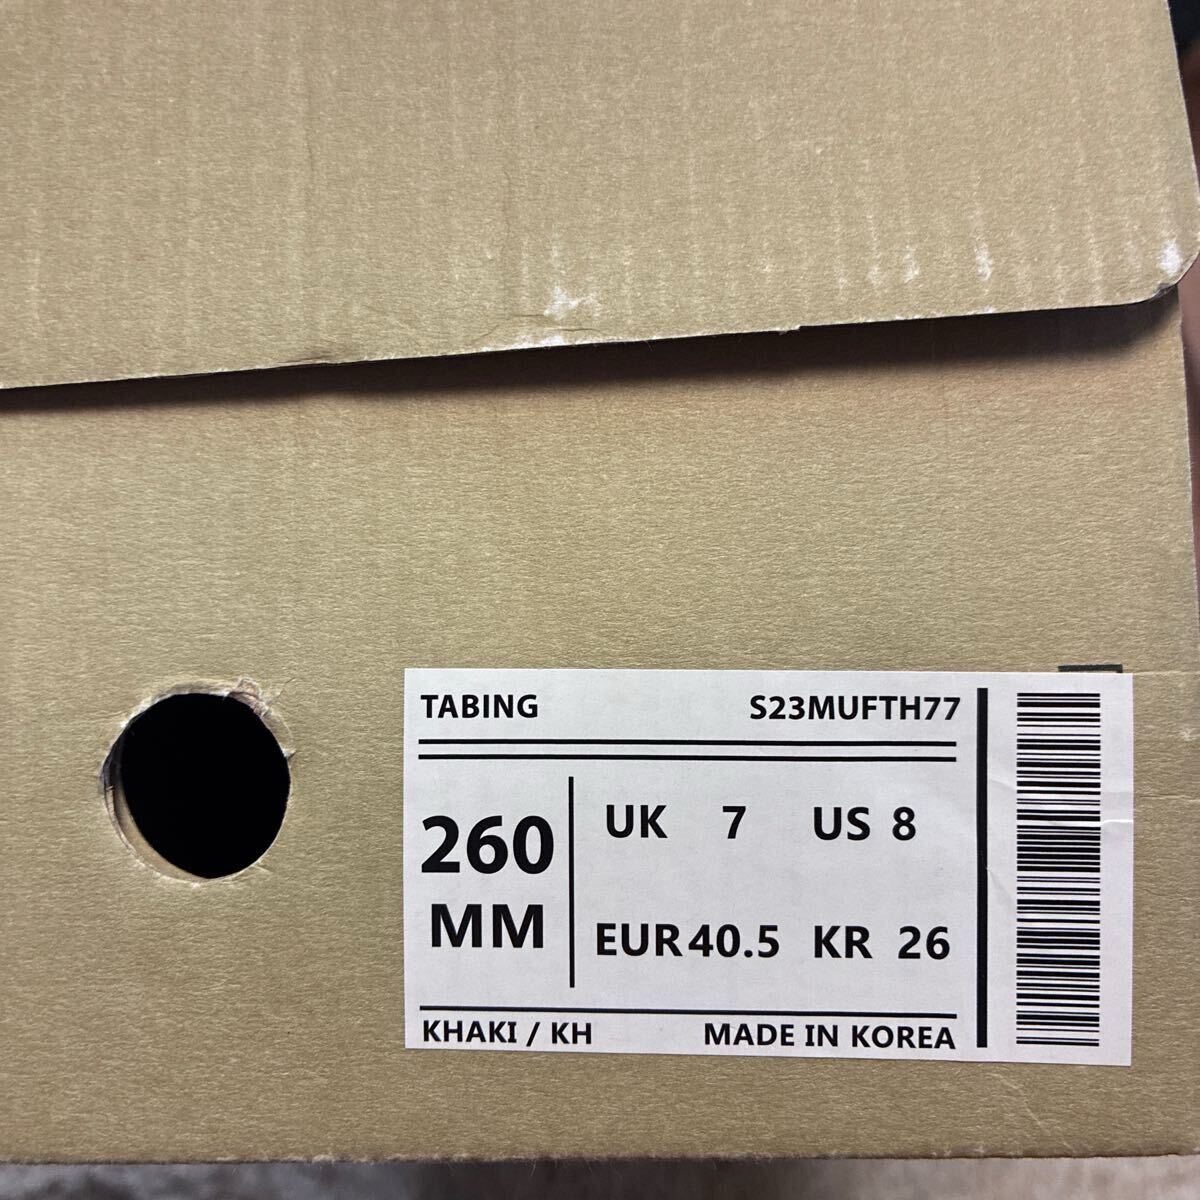 TABING S23MUFTH77
260 MM
UK 7 US 8
EUR 40.5 KR 26
KHAKI / KH MADE IN KOREA